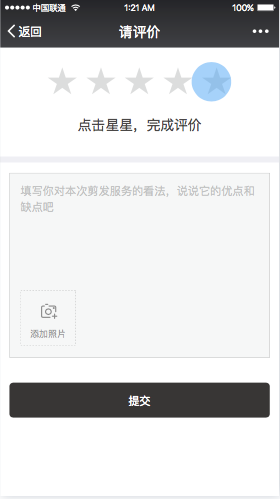 中国联通 1:21 AM 100%
返回 请评价
点击星星，完成评价
填写你对本次剪发服务的看法，说说它的优点和
缺点吧
添加照片
提交